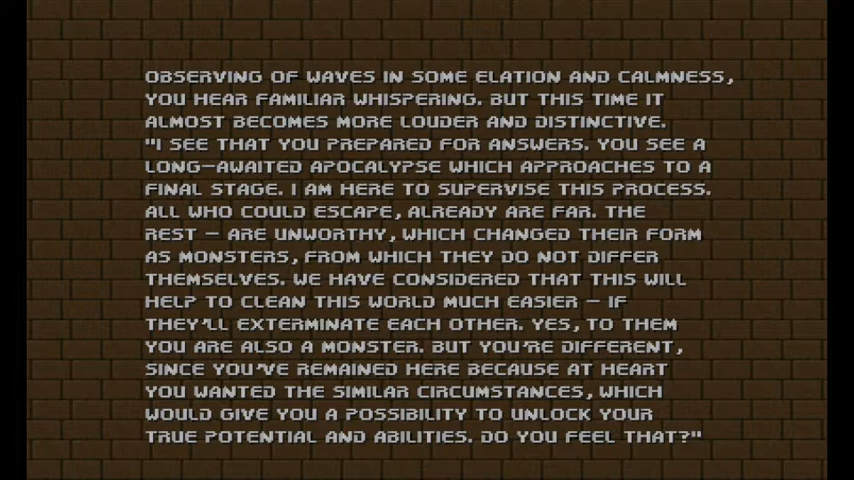 OBSERVING OF WAVES IN SOME ELATION AND CALMNESS,
YOU HEAR FAMILIAR WHISPERING. BUT THIS TIME IT
ALMOST BECOMES MORE LOUDER AND DISTINCTIVE.
"I SEE THAT YOU PREPARED FOR ANSWERS. YOU SEE A
LONG-AWAITED APOCALYPSE WHICH APPROACHES TO A
FINAL STAGE. I AM HERE TO SUPERVISE THIS PROCESS.
ALL WHO COULD ESCAPE, ALREADY ARE FAR. THE
REST - ARE UNWORTHY, WHICH CHANGED THEIR FORM
AS MONSTERS, FROM WHICH THEY DO NOT DIFFER
THEMSELVES. WE HAVE CONSIDERED THAT THIS WILL
HELP TO CLEAN THIS WORLD MUCH EASIER - IF
THEY'LL EXTERMINATE EACH OTHER. YES, TO THEM
YOU ARE ALSO A MONSTER. BUT YOU'RE DIFFERENT,
SINCE YOU'VE REMAINED HERE BECAUSE AT HEART
YOU WANTED THE SIMILAR CIRCUMSTANCES, WHICH
WOULD GIVE YOU A POSSIBILITY TO UNLOCK YOUR
TRUE POTENTIAL AND ABILITIES. DO YOU FEEL THAT?"